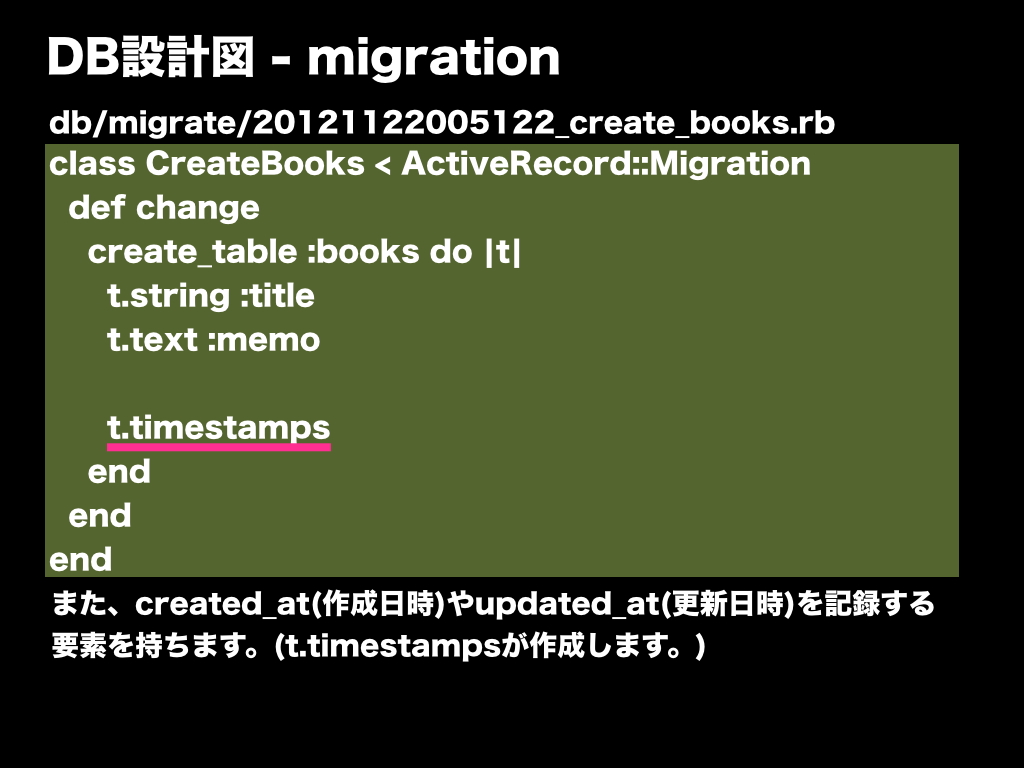 DB設計図 - migration
db/migrate/20121122005122_create_books.rb
class CreateBooks < ActiveRecord::Migration
  def change
    create_table :books do |t|
      t.string :title
      t.text :memo

      t.timestamps
    end
  end
end
また、created_at(作成日時)やupdated_at(更新日時)を記録する
要素を持ちます。(t.timestampsが作成します。)